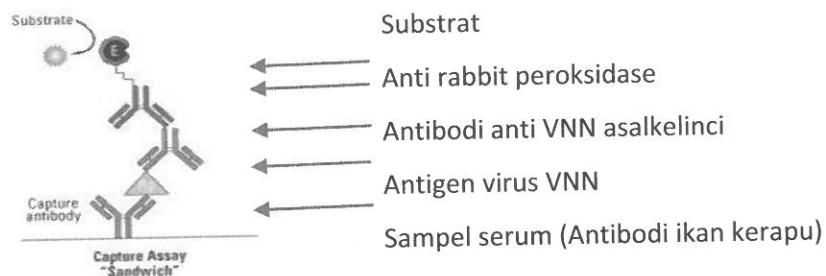 Substrate
E
Substrat
Anti rabbit peroksidase
Antibodi anti VNN asalkelinci
Antigen virus VNN
Capture
antibody
Sampel serum (Antibodi ikan kerapu)
Capture Assay
"Sandwich"